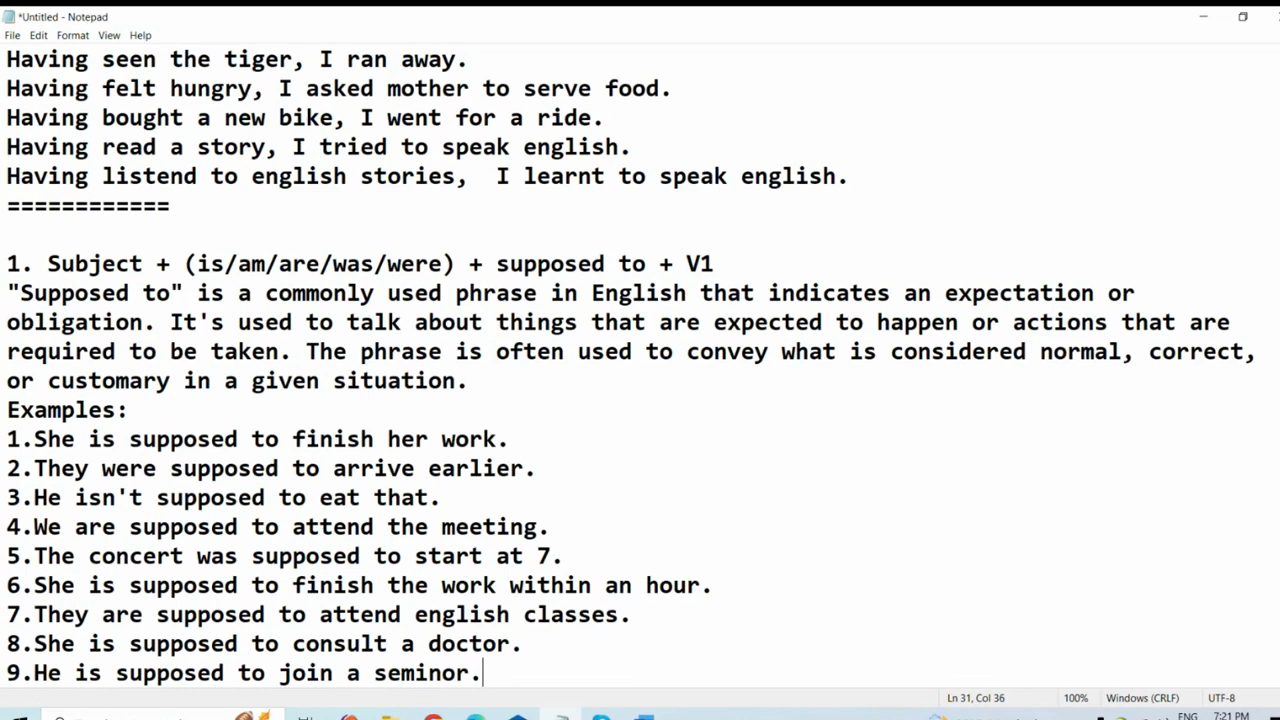 *Untitled - Notepad
File Edit Format View Help
Having seen the tiger, I ran away.
Having felt hungry, I asked mother to serve food.
Having bought a new bike, I went for a ride.
Having read a story, I tried to speak english.
Having listend to english stories,  I learnt to speak english.
============
1. Subject + (is/am/are/was/were) + supposed to + V1
"Supposed to" is a commonly used phrase in English that indicates an expectation or
obligation. It's used to talk about things that are expected to happen or actions that are
required to be taken. The phrase is often used to convey what is considered normal, correct,
or customary in a given situation.
Examples:
1.She is supposed to finish her work.
2.They were supposed to arrive earlier.
3.He isn't supposed to eat that.
4.We are supposed to attend the meeting.
5.The concert was supposed to start at 7.
6.She is supposed to finish the work within an hour.
7.They are supposed to attend english classes.
8.She is supposed to consult a doctor.
9.He is supposed to join a seminor.
Ln 31, Col 36 100% Windows (CRLF) UTF-8
ENG 7:21 PM